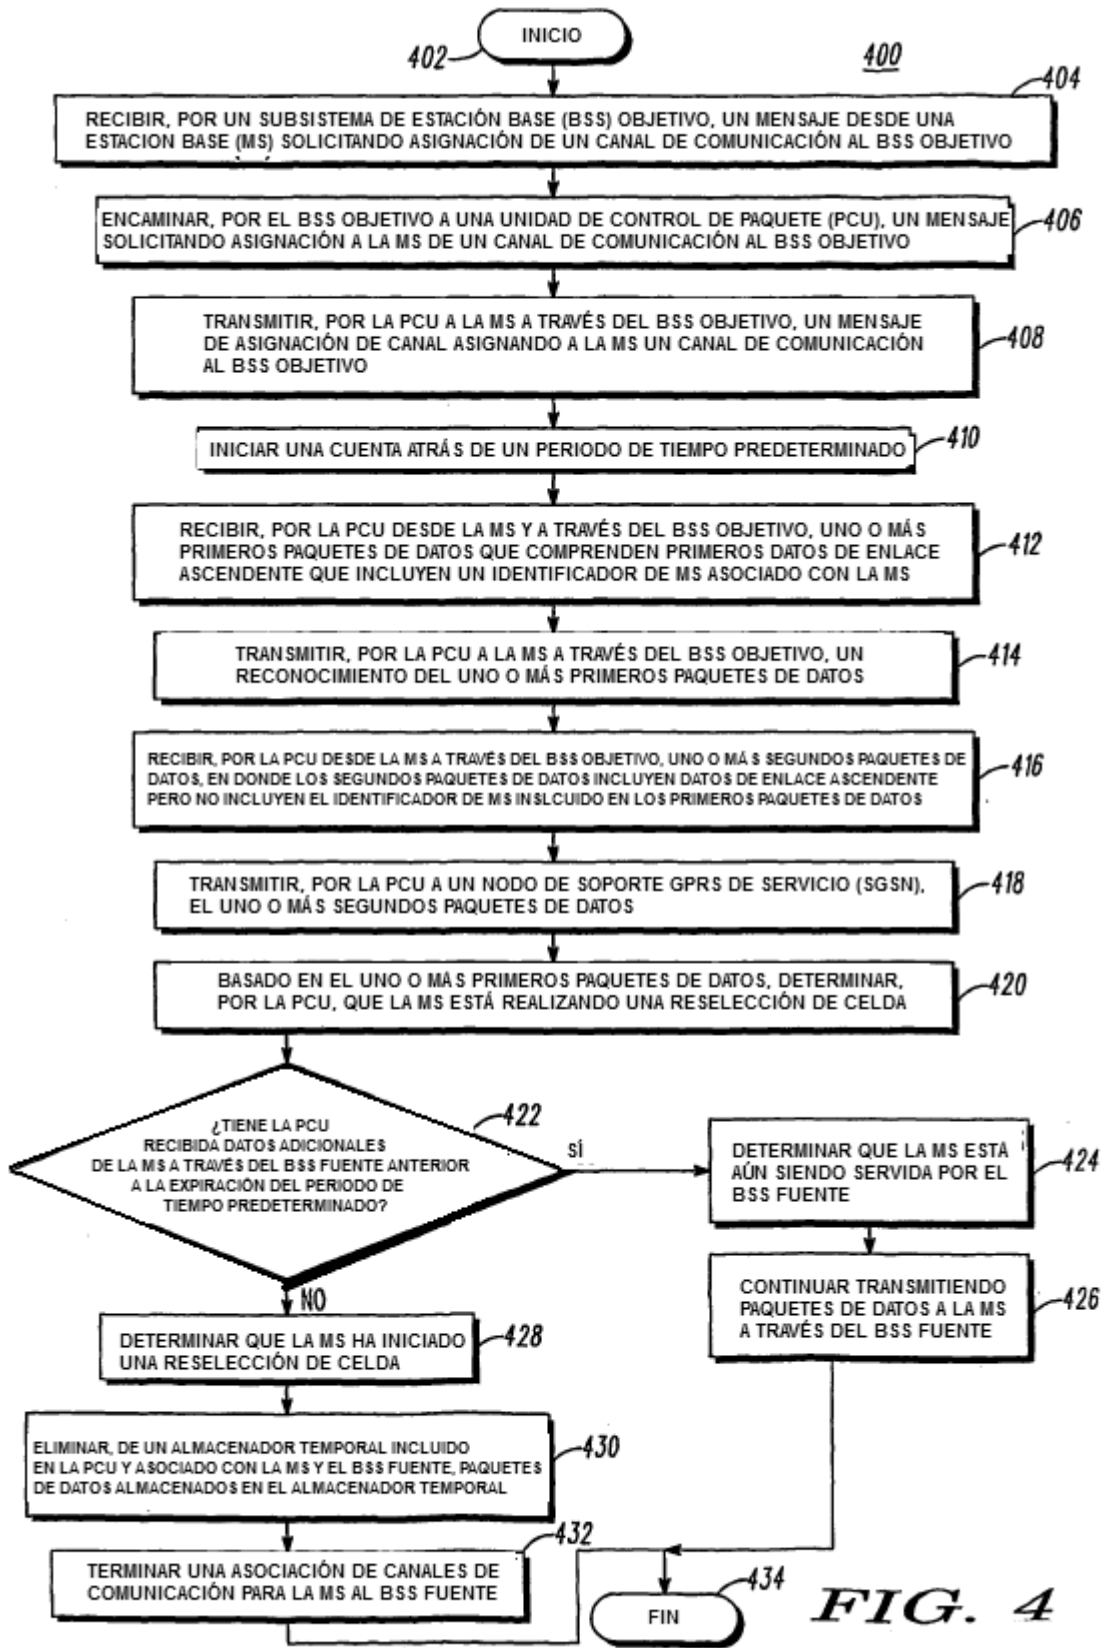 INICIO
402
400
404
RECIBIR, POR UN SUBSISTEMA DE ESTACIÓN BASE (BSS) OBJETIVO, UN MENSAJE DESDE UNA
ESTACION BASE (MS) SOLICITANDO ASIGNACIÓN DE UN CANAL DE COMUNICACIÓN AL BSS OBJETIVO
ENCAMINAR, POR EL BSS OBJETIVO A UNA UNIDAD DE CONTROL DE PAQUETE (PCU), UN MENSAJE
SOLICITANDO ASIGNACIÓN A LA MS DE UN CANAL DE COMUNICACIÓN AL BSS OBJETIVO
406
TRANSMITIR, POR LA PCU A LA MS A TRAVÉS DEL BSS OBJETIVO, UN MENSAJE
DE ASIGNACIÓN DE CANAL ASIGNANDO A LA MS UN CANAL DE COMUNICACIÓN
AL BSS OBJETIVO
408
INICIAR UNA CUENTA ATRÁS DE UN PERIODO DE TIEMPO PREDETERMINADO
410
RECIBIR, POR LA PCU DESDE LA MS Y A TRAVÉS DEL BSS OBJETIVO, UNO O MÁS
PRIMEROS PAQUETES DE DATOS QUE COMPRENDEN PRIMEROS DATOS DE ENLACE
ASCENDENTE QUE INCLUYEN UN IDENTIFICADOR DE MS ASOCIADO CON LA MS
412
TRANSMITIR, POR LA PCU A LA MS A TRAVÉS DEL BSS OBJETIVO, UN
RECONOCIMIENTO DEL UNO O MÁS PRIMEROS PAQUETES DE DATOS
414
RECIBIR, POR LA PCU DESDE LA MS A TRAVÉS DEL BSS OBJETIVO, UNO O MÁS SEGUNDOS PAQUETES DE
DATOS, EN DONDE LOS SEGUNDOS PAQUETES DE DATOS INCLUYEN DATOS DE ENLACE ASCENDENTE
PERO NO INCLUYEN EL IDENTIFICADOR DE MS INSLCUIDO EN LOS PRIMEROS PAQUETES DE DATOS
416
TRANSMITIR, POR LA PCU A UN NODO DE SOPORTE GPRS DE SERVICIO (SGSN),
EL UNO O MÁS SEGUNDOS PAQUETES DE DATOS
418
BASADO EN EL UNO O MÁS PRIMEROS PAQUETES DE DATOS, DETERMINAR,
POR LA PCU, QUE LA MS ESTÁ REALIZANDO UNA RESELECCIÓN DE CELDA
420
¿TIENE LA PCU
RECIBIDA DATOS ADICIONALES
DE LA MS A TRAVÉS DEL BSS FUENTE ANTERIOR
A LA EXPIRACIÓN DEL PERIODO DE
TIEMPO PREDETERMINADO?
422
SÍ
DETERMINAR QUE LA MS ESTÁ
AÚN SIENDO SERVIDA POR EL
BSS FUENTE
424
CONTINUAR TRANSMITIENDO
PAQUETES DE DATOS A LA MS
A TRAVÉS DEL BSS FUENTE
426
NO
DETERMINAR QUE LA MS HA INICIADO
UNA RESELECCIÓN DE CELDA
428
ELIMINAR, DE UN ALMACENADOR TEMPORAL INCLUIDO
EN LA PCU Y ASOCIADO CON LA MS Y EL BSS FUENTE, PAQUETES
DE DATOS ALMACENADOS EN EL ALMACENADOR TEMPORAL
430
TERMINAR UNA ASOCIACIÓN DE CANALES DE
COMUNICACIÓN PARA LA MS AL BSS FUENTE
432
FIN
434
FIG. 4